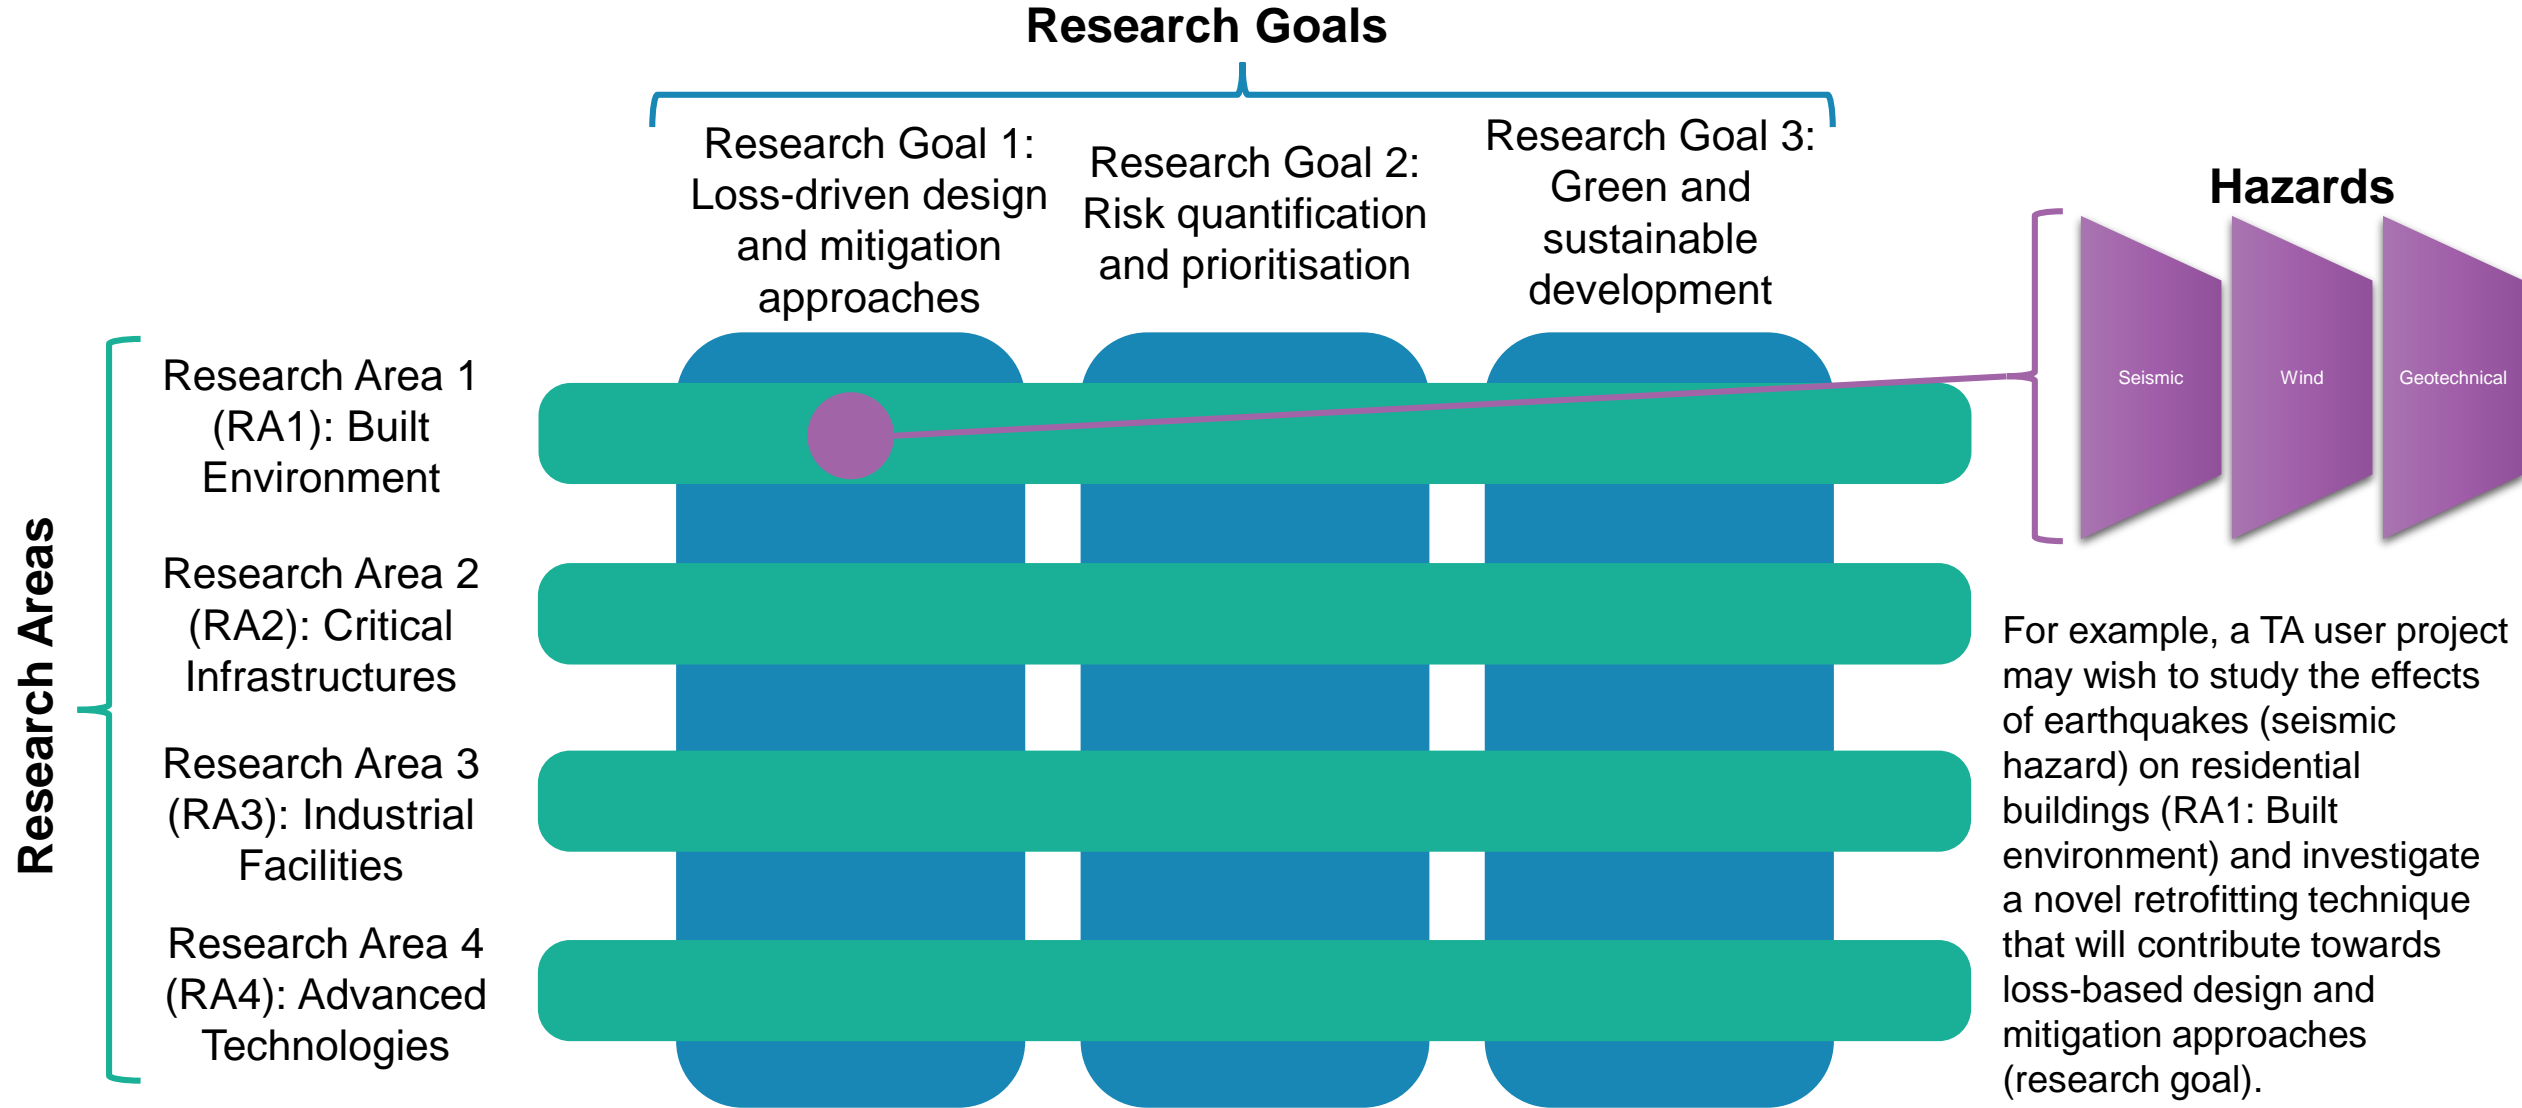 Research Goals
Research Goal 1:
Loss-driven design
and mitigation
approaches
Research Goal 2:
Risk quantification
and prioritisation
Research Goal 3:
Green and
sustainable
development
Hazards
Seismic
Wind
Geotechnical
Research Areas
Research Area 1
(RA1): Built
Environment
Research Area 2
(RA2): Critical
Infrastructures
Research Area 3
(RA3): Industrial
Facilities
Research Area 4
(RA4): Advanced
Technologies
For example, a TA user project
may wish to study the effects
of earthquakes (seismic
hazard) on residential
buildings (RA1: Built
environment) and investigate
a novel retrofitting technique
that will contribute towards
loss-based design and
mitigation approaches
(research goal).